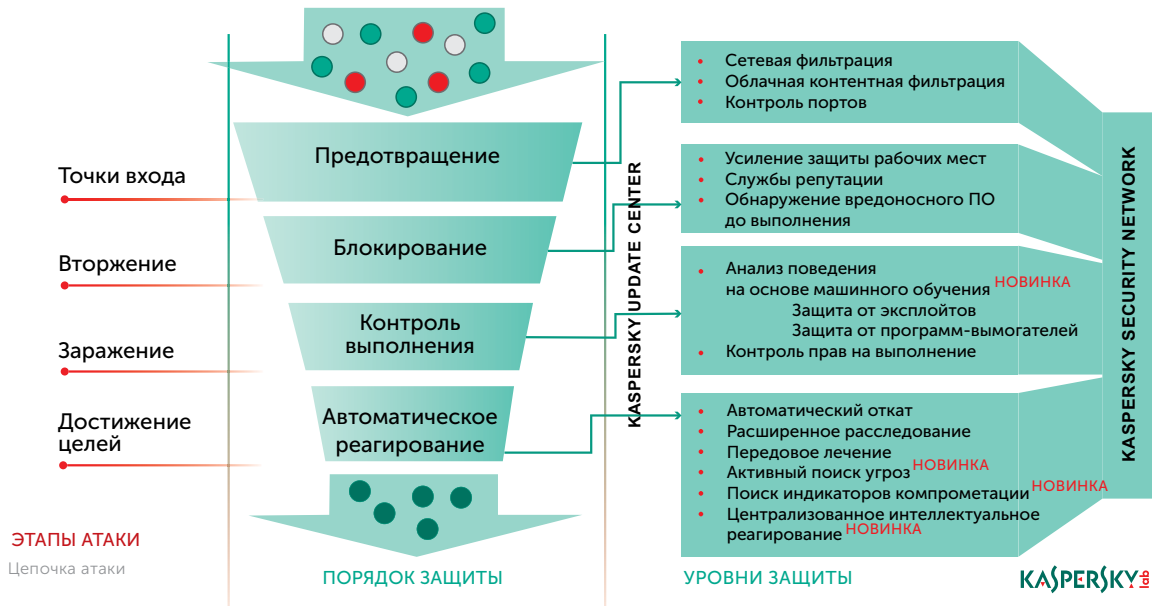 Точки входа
Вторжение
Заражение
Достижение
целей
ЭТАПЫ АТАКИ
Цепочка атаки
Предотвращение
Блокирование
Контроль
выполнения
Автоматическое
реагирование
ПОРЯДОК ЗАЩИТЫ
KASPERSKY UPDATE CENTER
• Сетевая фильтрация
• Облачная контентная фильтрация
• Контроль портов
• Усиление защиты рабочих мест
• Службы репутации
• Обнаружение вредоносного ПО
до выполнения
• Анализ поведения
на основе машинного обучения НОВИНКА
Защита от эксплойтов
Защита от программ-вымогателей
• Контроль прав на выполнение
• Автоматический откат
• Расширенное расследование
• Передовое лечение
• Активный поиск угроз НОВИНКА
• Поиск индикаторов компрометации НОВИНКА
• Централизованное интеллектуальное
реагирование НОВИНКА
УРОВНИ ЗАЩИТЫ
KASPERSKY SECURITY NETWORK
KASPERSKY lab